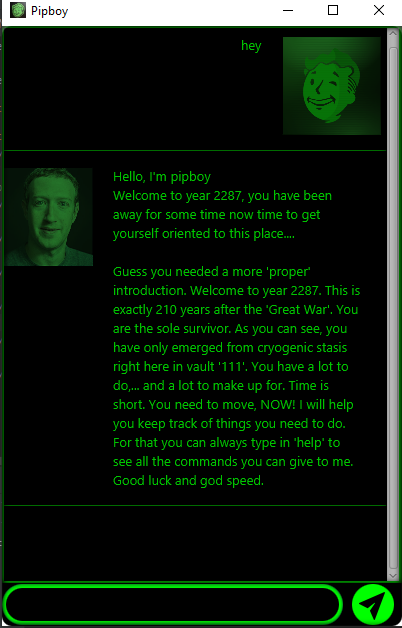 Pipboy
hey
Hello, I'm pipboy
Welcome to year 2287, you have been
away for some time now time to get
yourself oriented to this place....
Guess you needed a more 'proper'
introduction. Welcome to year 2287. This is
exactly 210 years after the 'Great War'. You
are the sole survivor. As you can see, you
have only emerged from cryogenic stasis
right here in vault '111'. You have a lot to
do,... and a lot to make up for. Time is
short. You need to move, NOW! I will help
you keep track of things you need to do.
For that you can always type in 'help' to
see all the commands you can give to me.
Good luck and god speed.